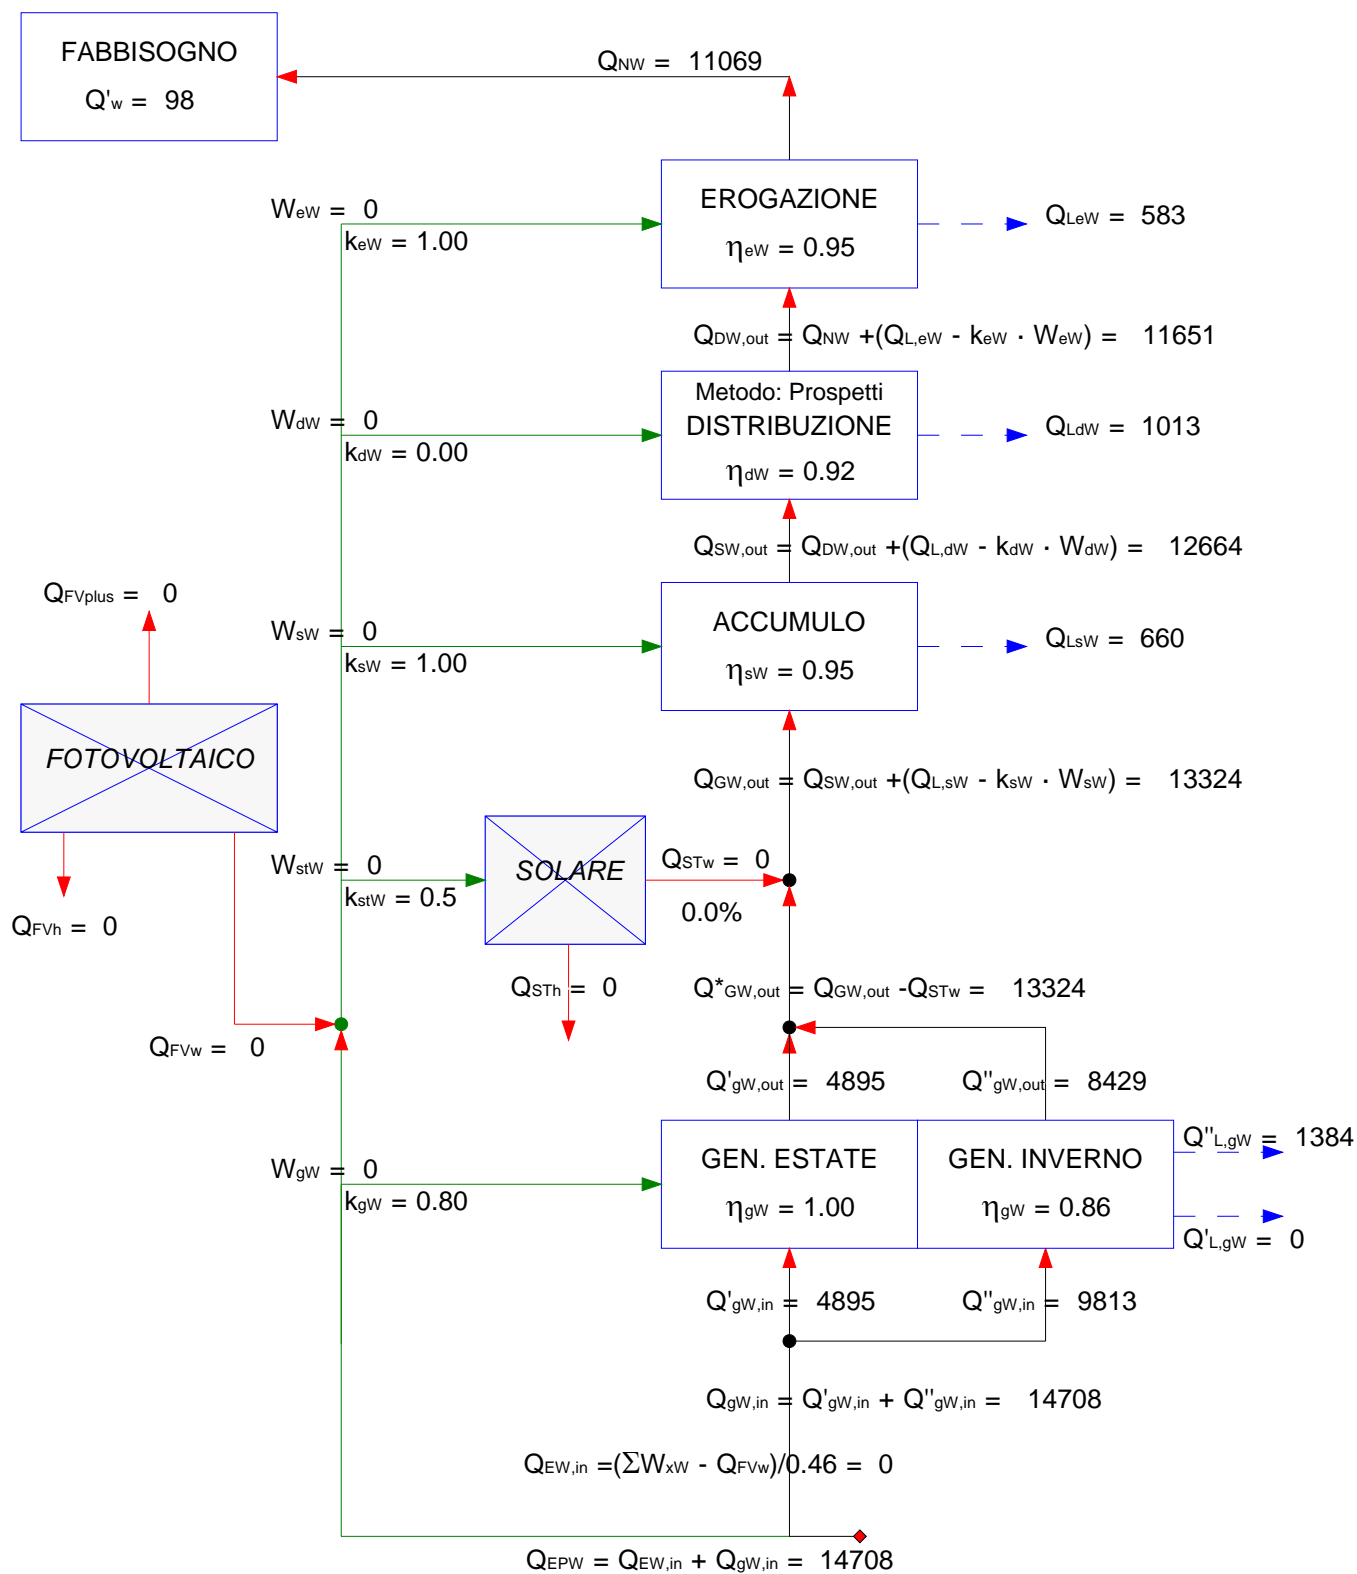 FABBISOGNO
Q'w = 98
QNW = 11069
EROGAZIONE
ηeW = 0.95
WeW = 0
keW = 1.00
QLeW = 583
QDW,out = QNW +(QL,eW - keW · WeW) = 11651
Metodo: Prospetti
DISTRIBUZIONE
ηdW = 0.92
WdW = 0
kdW = 0.00
QLdW = 1013
QSW,out = QDW,out +(QL,dW - kdW · WdW) = 12664
QFVplus = 0
ACCUMULO
ηsW = 0.95
WsW = 0
ksW = 1.00
QLsW = 660
FOTOVOLTAICO
QGW,out = QSW,out +(QL,sW - ksW · WsW) = 13324
WstW = 0
kstW = 0.5
SOLARE
QSTw = 0
0.0%
QFVh = 0
QSTh = 0
Q*GW,out = QGW,out -QSTw = 13324
QFVw = 0
Q'gW,out = 4895
Q''gW,out = 8429
WgW = 0
kgW = 0.80
GEN. ESTATE
ηgW = 1.00
GEN. INVERNO
ηgW = 0.86
Q''L,gW = 1384
Q'L,gW = 0
Q'gW,in = 4895
Q''gW,in = 9813
QgW,in = Q'gW,in + Q''gW,in = 14708
QEW,in =(ΣWxW - QFVw)/0.46 = 0
QEPW = QEW,in + QgW,in = 14708